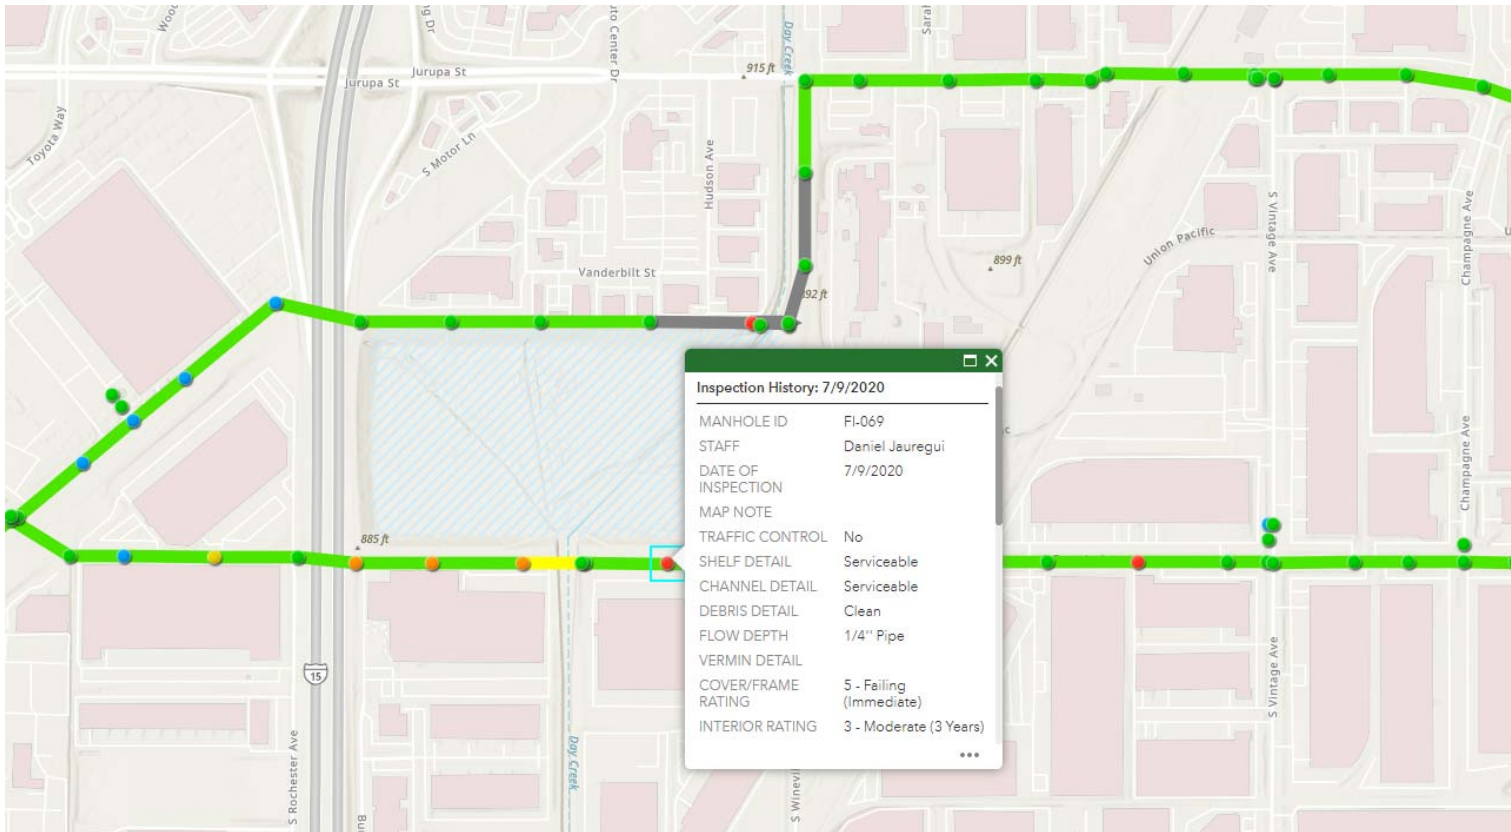 Jurupa St
Jurupa St
915 ft
Day Creek
uto Center Dr
Toyota Way
S Motor Ln
Hudson Ave
Vanderbilt St
S Vintage Ave
Champagne Ave
Union Pacific
899 ft
Inspection History: 7/9/2020
MANHOLE ID FI-069
STAFF Daniel Jauregui
DATE OF 7/9/2020
INSPECTION
MAP NOTE
TRAFFIC CONTROL No
SHELF DETAIL Serviceable
CHANNEL DETAIL Serviceable
DEBRIS DETAIL Clean
FLOW DEPTH 1/4'' Pipe
VERMIN DETAIL
COVER/FRAME 5 - Failing
RATING (Immediate)
INTERIOR RATING 3 - Moderate (3 Years)
885 ft
Champagne Ave
15
S Rochester Ave
Day Creek
S Vintage Ave
S Winevi